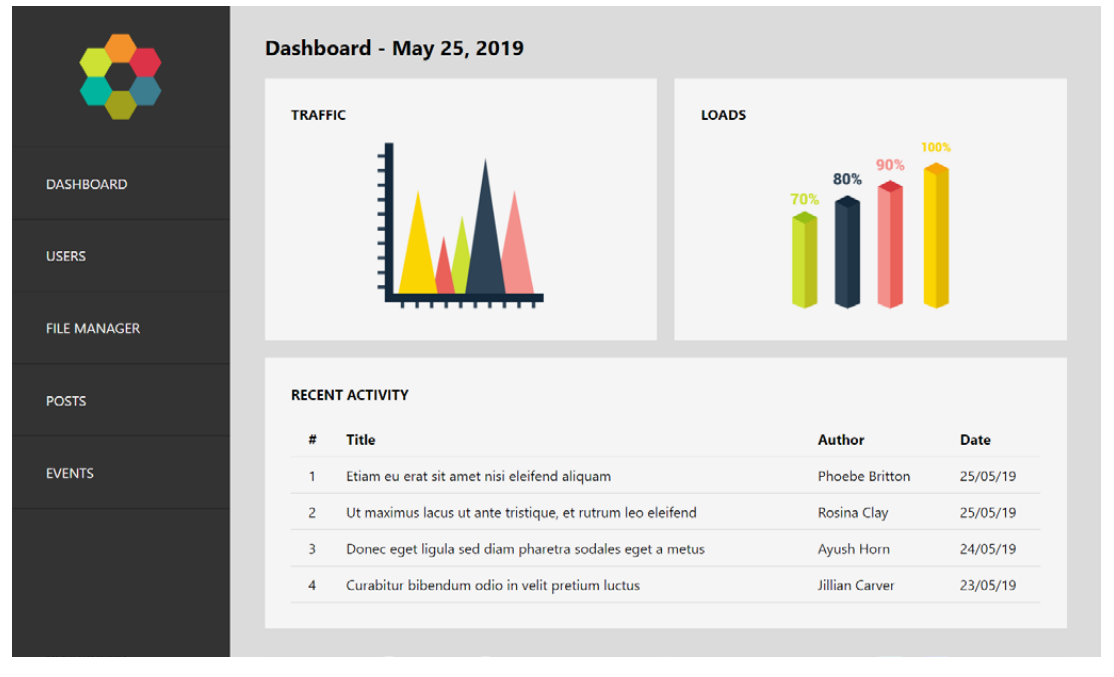 Dashboard - May 25, 2019
DASHBOARD
USERS
FILE MANAGER
POSTS
EVENTS
TRAFFIC
LOADS
70%
80%
90%
100%
RECENT ACTIVITY
# Title Author Date
1 Etiam eu erat sit amet nisi eleifend aliquam Phoebe Britton 25/05/19
2 Ut maximus lacus ut ante tristique, et rutrum leo eleifend Rosina Clay 25/05/19
3 Donec eget ligula sed diam pharetra sodales eget a metus Ayush Horn 24/05/19
4 Curabitur bibendum odio in velit pretium luctus Jillian Carver 23/05/19